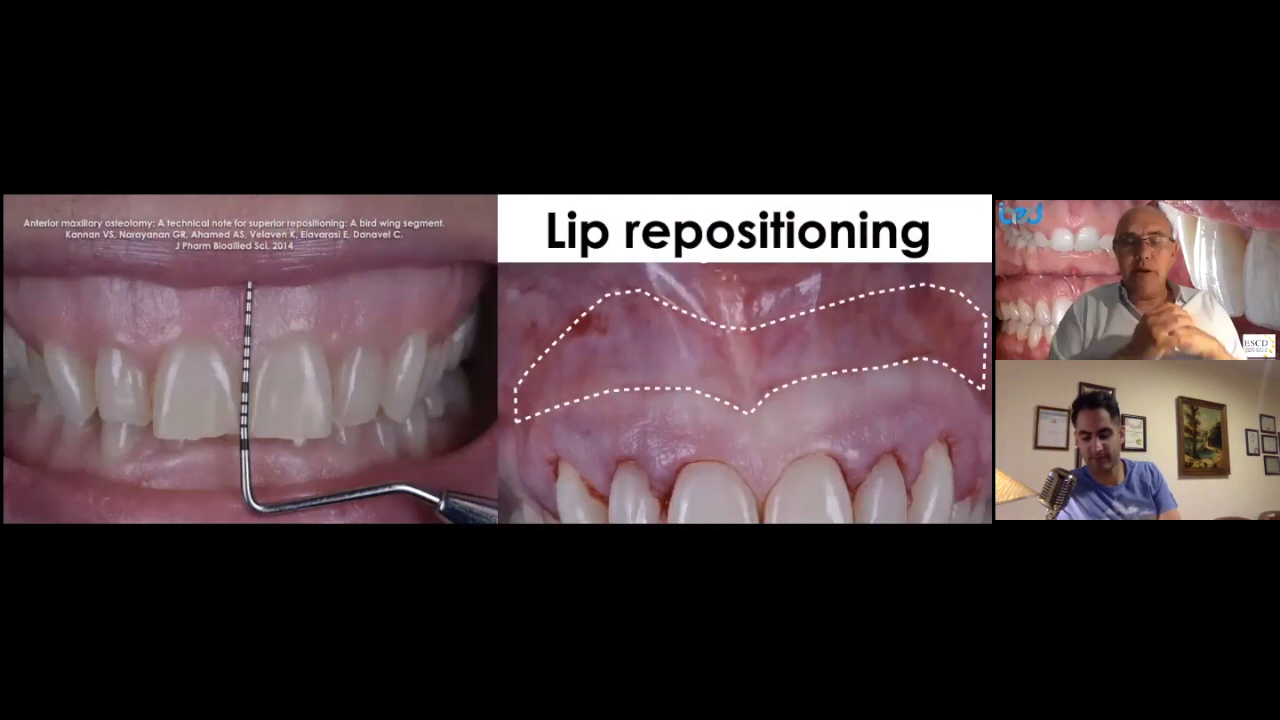 Anterior maxillary osteotomy: A technical note for superior repositioning: A bird wing segment.
Kannan VS, Narayanan GR, Ahamed AS, Velaven K, Elavarasi E, Danavel C.
J Pharm Bioallied Sci. 2014
Lip repositioning
ESCD